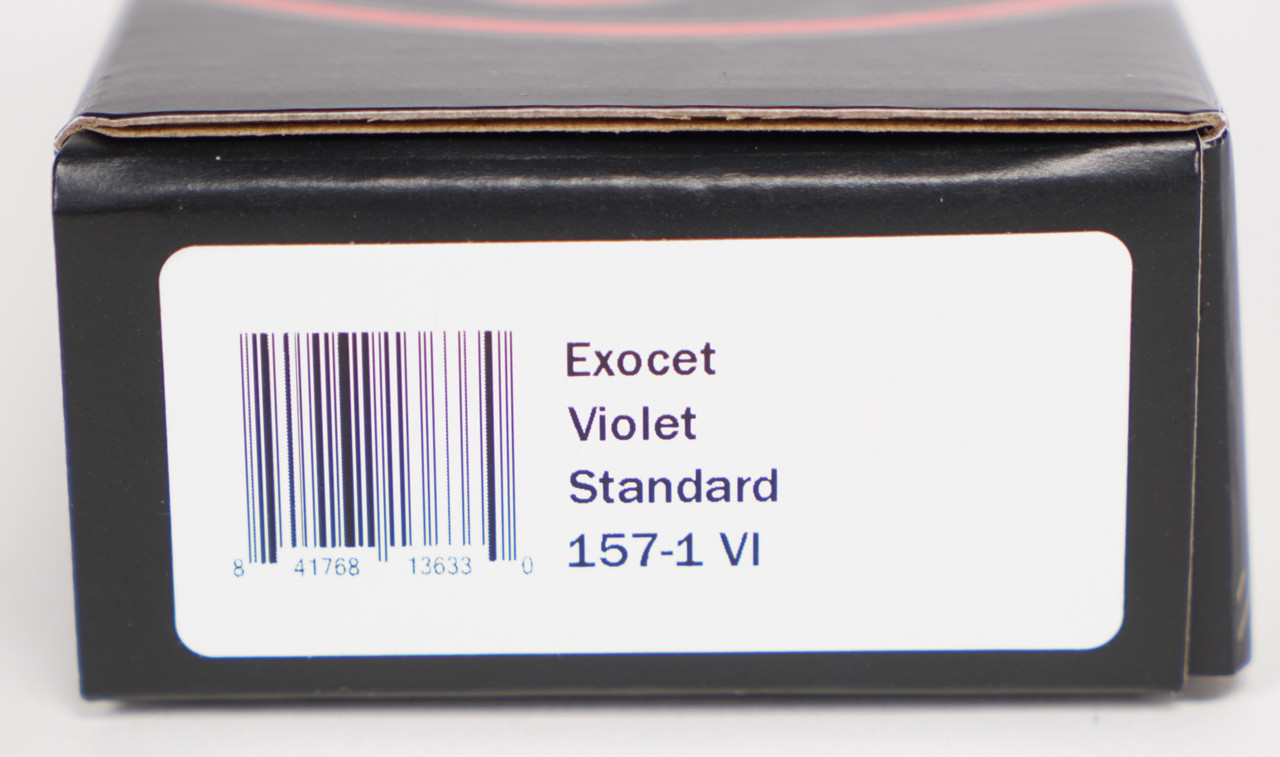 Exocet
Violet
Standard
157-1 VI
8 41768 13633 0